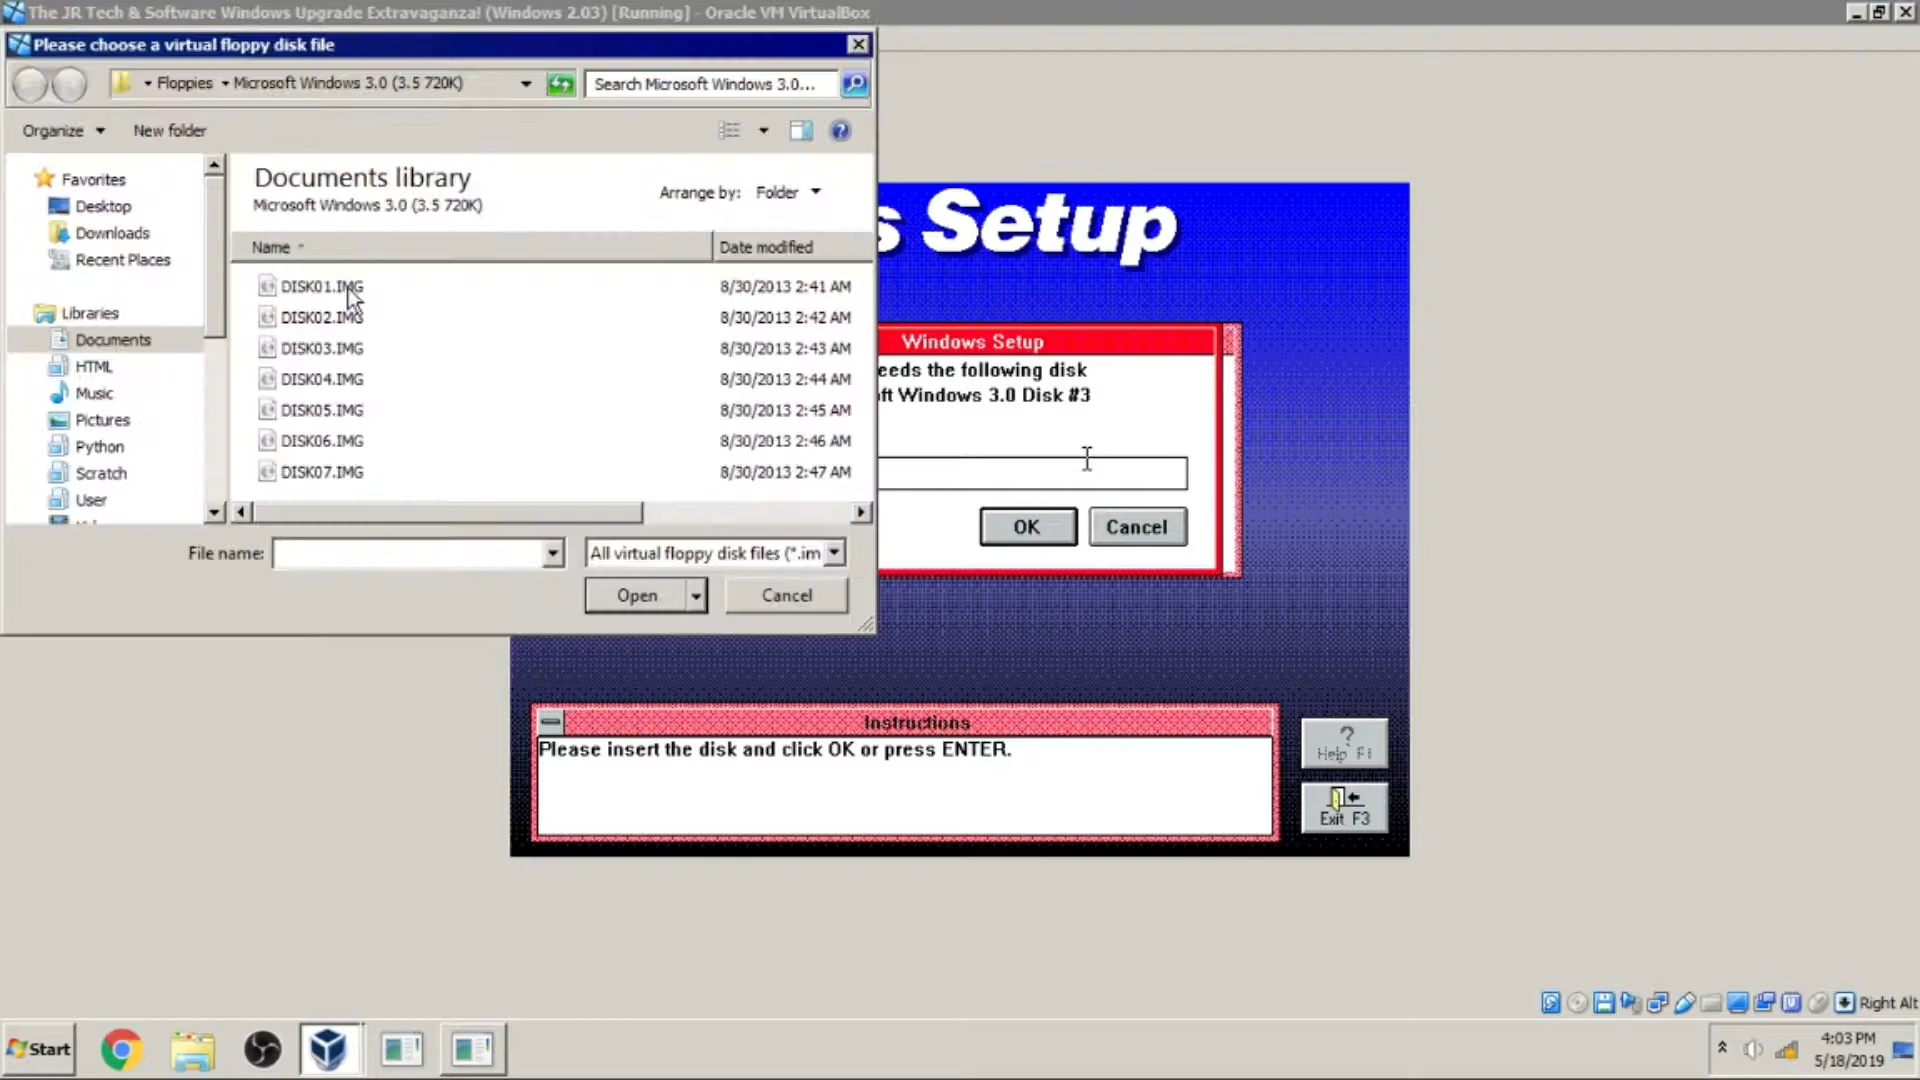 The JR Tech & Software Windows Upgrade Extravaganza! (Windows 2.03) [Running] - Oracle VM VirtualBox
Please choose a virtual floppy disk file
Floppies
Microsoft Windows 3.0 (3.5 720K)
Search Microsoft Windows 3.0...
Organize
New folder
Favorites
Desktop
Downloads
Recent Places
Libraries
Documents
HTML
Music
Pictures
Python
Scratch
User
Documents library
Microsoft Windows 3.0 (3.5 720K)
Arrange by: Folder
Name
Date modified
DISK01.IMG 8/30/2013 2:41 AM
DISK02.IMG 8/30/2013 2:42 AM
DISK03.IMG 8/30/2013 2:43 AM
DISK04.IMG 8/30/2013 2:44 AM
DISK05.IMG 8/30/2013 2:45 AM
DISK06.IMG 8/30/2013 2:46 AM
DISK07.IMG 8/30/2013 2:47 AM
File name:
All virtual floppy disk files (*.im
Open
Cancel
s Setup
Windows Setup
eeds the following disk
ft Windows 3.0 Disk #3
OK
Cancel
Instructions
Please insert the disk and click OK or press ENTER.
?
Help F1
Exit F3
Right Alt
Start
4:03 PM
5/18/2019